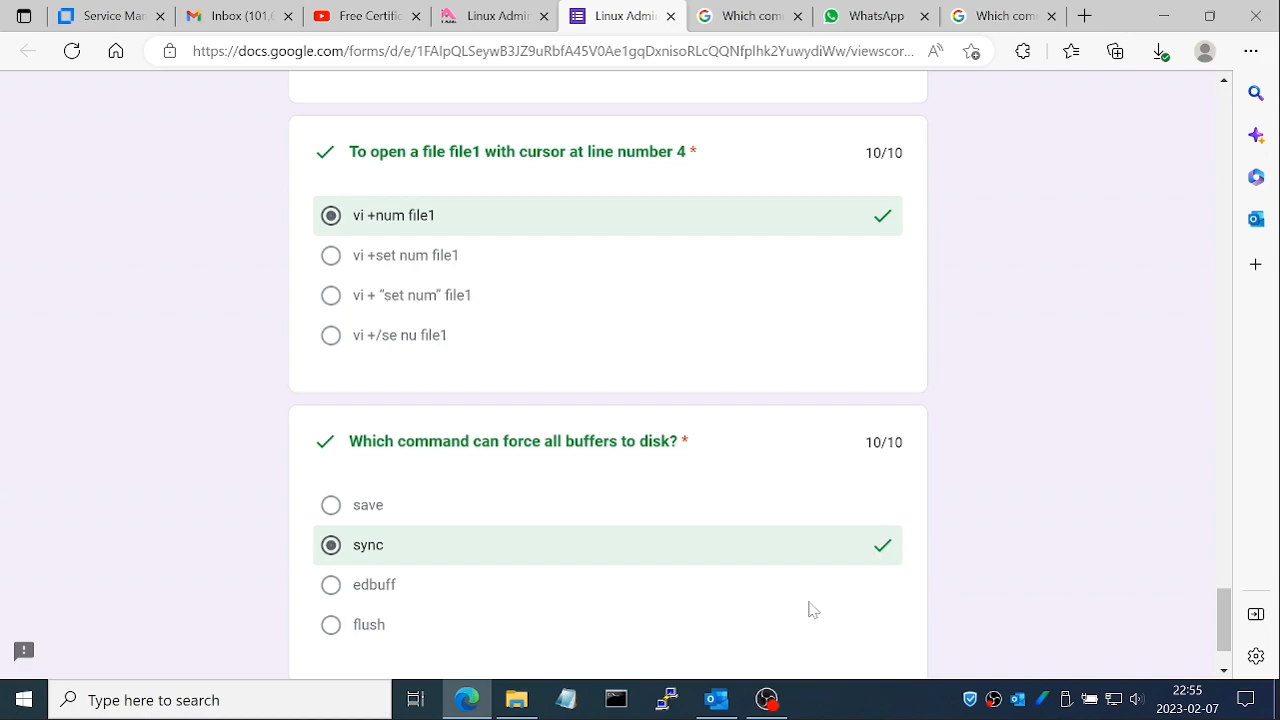 Service Mar
Inbox (101,(
Free Certific
Linux Admir
Linux Admir
Which com
WhatsApp
Which com
https://docs.google.com/forms/d/e/1FAIpQLSeywB3JZ9uRbfA45V0Ae1gqDxnisoRLcQQNfplhk2YuwydiWw/viewscor...
To open a file file1 with cursor at line number 4 *
10/10
vi +num file1
vi +set num file1
vi + “set num” file1
vi +/se nu file1
Which command can force all buffers to disk? *
10/10
save
sync
edbuff
flush
Type here to search
22:55
2023-02-07